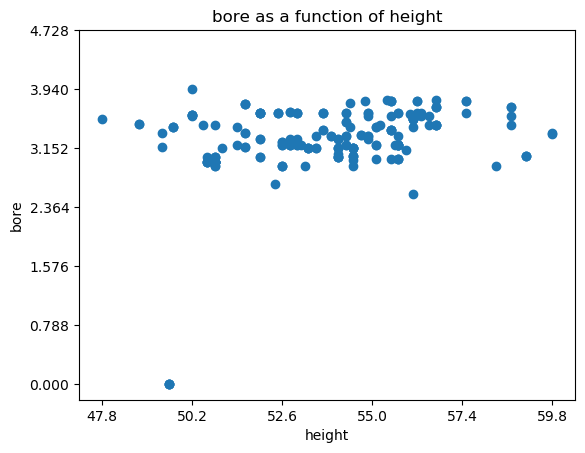 bore as a function of height
4.728
3.940
3.152
2.364
1.576
0.788
0.000
bore
47.8 50.2 52.6 55.0 57.4 59.8
height